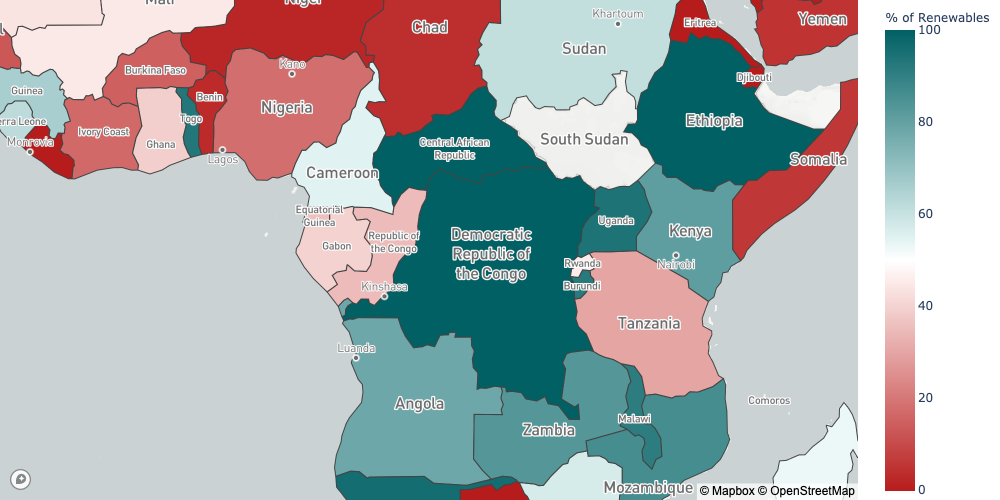 Mali
Niger
Chad
Khartoum
Eritrea
Yemen
Sudan
Kano
Burkina Faso
Djibouti
Guinea
Benin
Nigeria
Togo
Ethiopia
erra Leone
Ivory Coast
Monrovia
Ghana
Central African
Republic
South Sudan
Lagos
Somalia
Cameroon
Equatorial
Guinea
Uganda
Kenya
Gabon
Republic of
the Congo
Democratic
Republic of
the Congo
Rwanda
Nairobi
Kinshasa
Burundi
Tanzania
Luanda
Angola
Comoros
Malawi
Zambia
Mozambique
© Mapbox © OpenStreetMap
% of Renewables
100
80
60
40
20
0